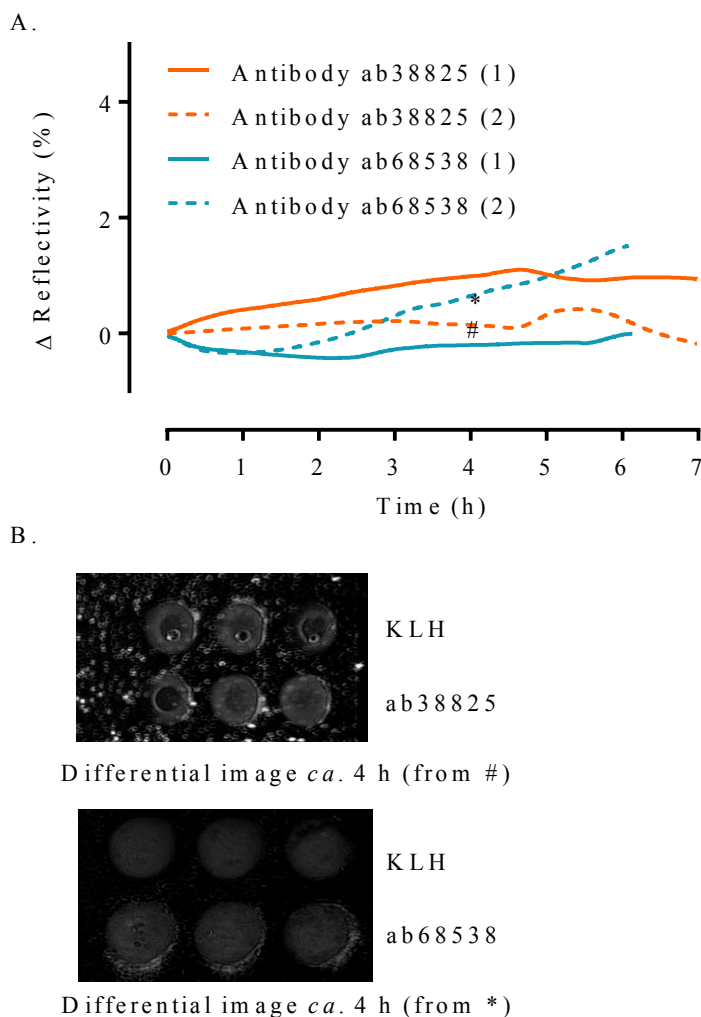 A.
Δ Reflectivity (%)
4
2
0
Antibody ab38825 (1)
Antibody ab38825 (2)
Antibody ab68538 (1)
Antibody ab68538 (2)
*
#
0 1 2 3 4 5 6 7
Time (h)
B.
KLH
ab38825
Differential image ca. 4 h (from #)
KLH
ab68538
Differential image ca. 4 h (from *)